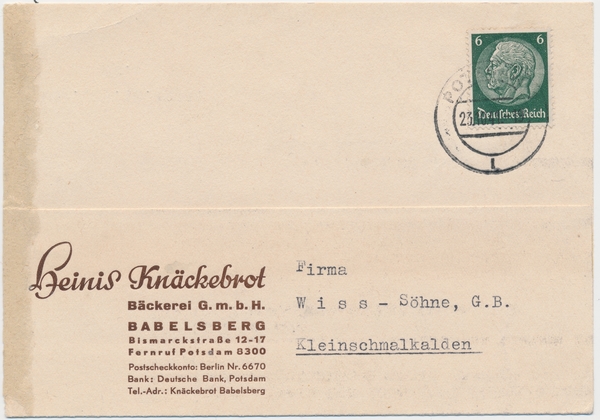 6 6
Deutsches Reich
Heinis Knäckebrot
Bäckerei G. m. b. H.
BABELSBERG
Bismarckstraße 12-17
Fernruf Potsdam 8300
Postscheckkonto: Berlin Nr. 6670
Bank: Deutsche Bank, Potsdam
Tel.-Adr.: Knäckebrot Babelsberg
Firma
W i s s - Söhne, G.B.
Kleinschmalkalden